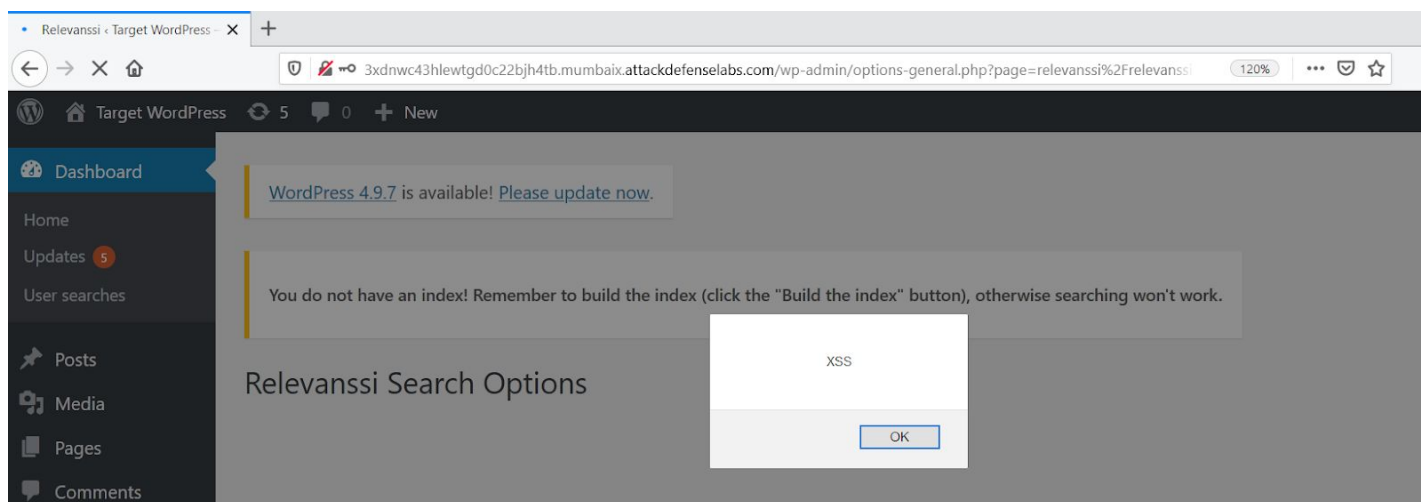 Relevanssi ‹ Target WordPress –
3xdnwc43hlewtgd0c22bjh4tb.mumbaix.attackdefenselabs.com/wp-admin/options-general.php?page=relevanssi%2Frelevanssi
120%
Target WordPress 5 0 + New
Dashboard
Home
Updates 5
User searches
Posts
Media
Pages
Comments
WordPress 4.9.7 is available! Please update now.
You do not have an index! Remember to build the index (click the "Build the index" button), otherwise searching won't work.
Relevanssi Search Options
XSS
OK